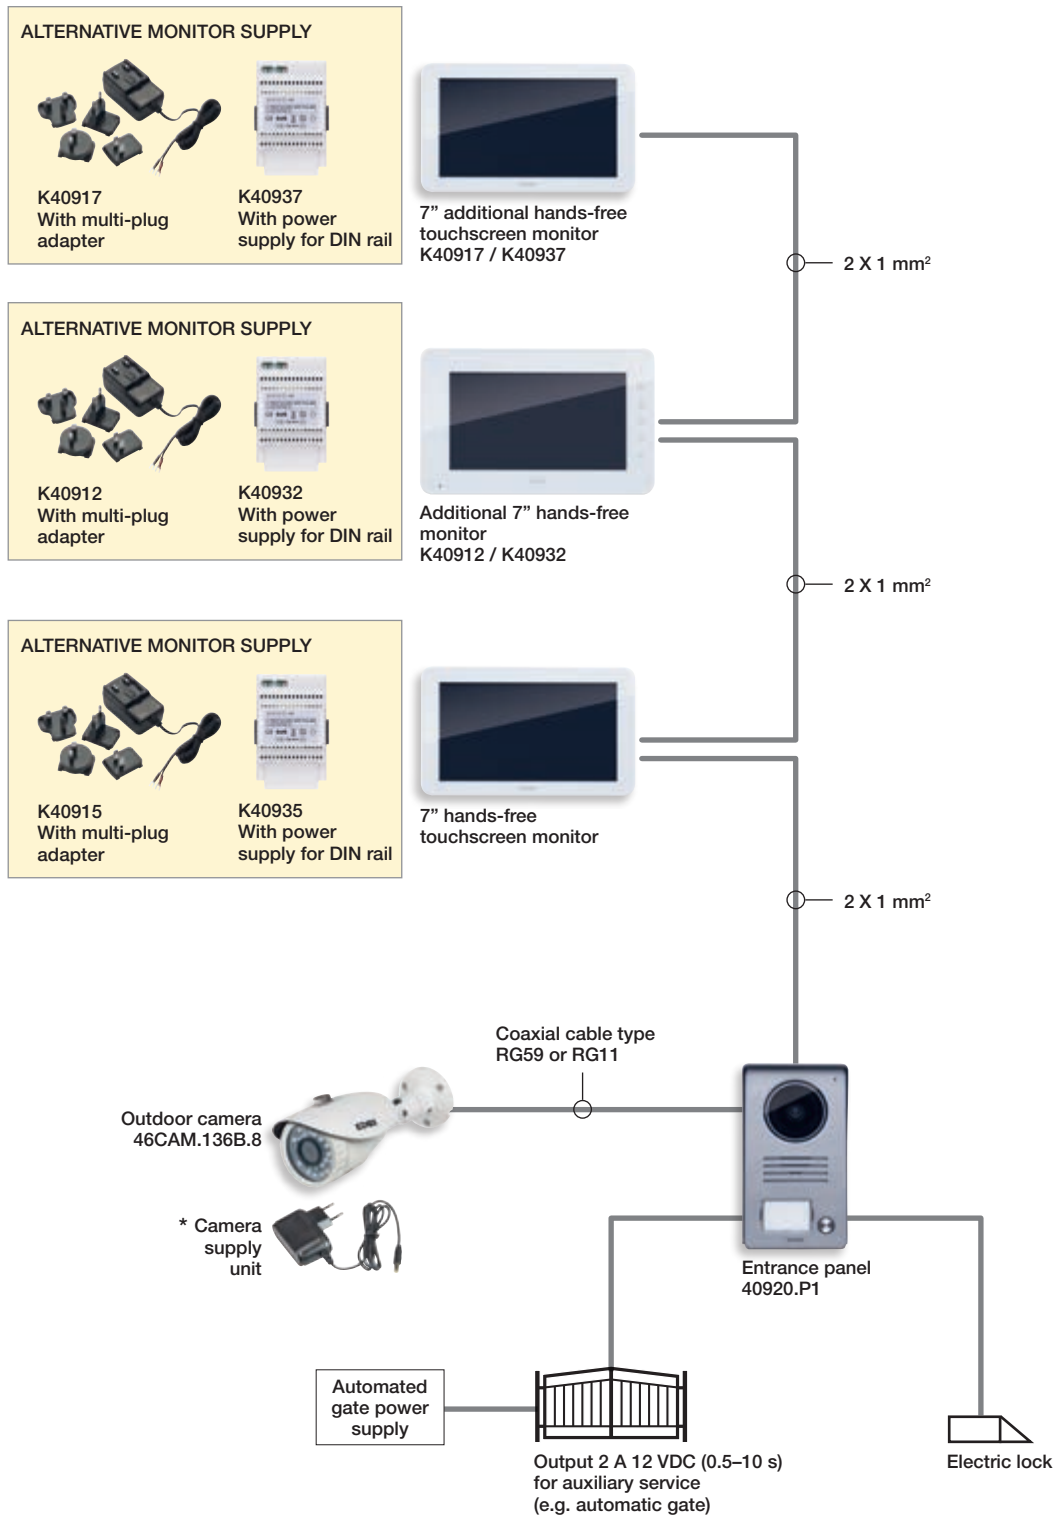 ALTERNATIVE MONITOR SUPPLY
K40917
With multi-plug
adapter
K40937
With power
supply for DIN rail
7” additional hands-free
touchscreen monitor
K40917 / K40937
2 X 1 mm²
ALTERNATIVE MONITOR SUPPLY
K40912
With multi-plug
adapter
K40932
With power
supply for DIN rail
Additional 7” hands-free
monitor
K40912 / K40932
2 X 1 mm²
ALTERNATIVE MONITOR SUPPLY
K40915
With multi-plug
adapter
K40935
With power
supply for DIN rail
7” hands-free
touchscreen monitor
2 X 1 mm²
Coaxial cable type
RG59 or RG11
Outdoor camera
46CAM.136B.8
* Camera
supply
unit
Entrance panel
40920.P1
Automated
gate power
supply
Output 2 A 12 VDC (0.5–10 s)
for auxiliary service
(e.g. automatic gate)
Electric lock